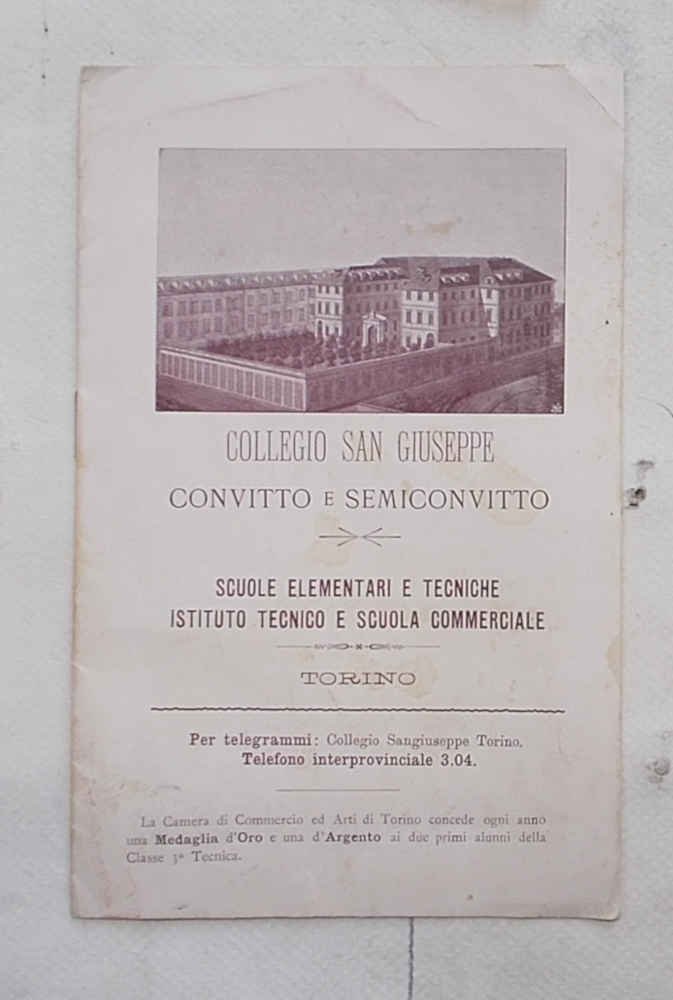 COLLEGIO SAN GIUSEPPE
CONVITTO E SEMICONVITTO
SCUOLE ELEMENTARI E TECNICHE
ISTITUTO TECNICO E SCUOLA COMMERCIALE
TORINO
Per telegrammi: Collegio Sangiuseppe Torino.
Telefono interprovinciale 3.04.
La Camera di Commercio ed Arti di Torino concede ogni anno
una Medaglia d'Oro e una d'Argento ai due primi alunni della
Classe 3ª Tecnica.